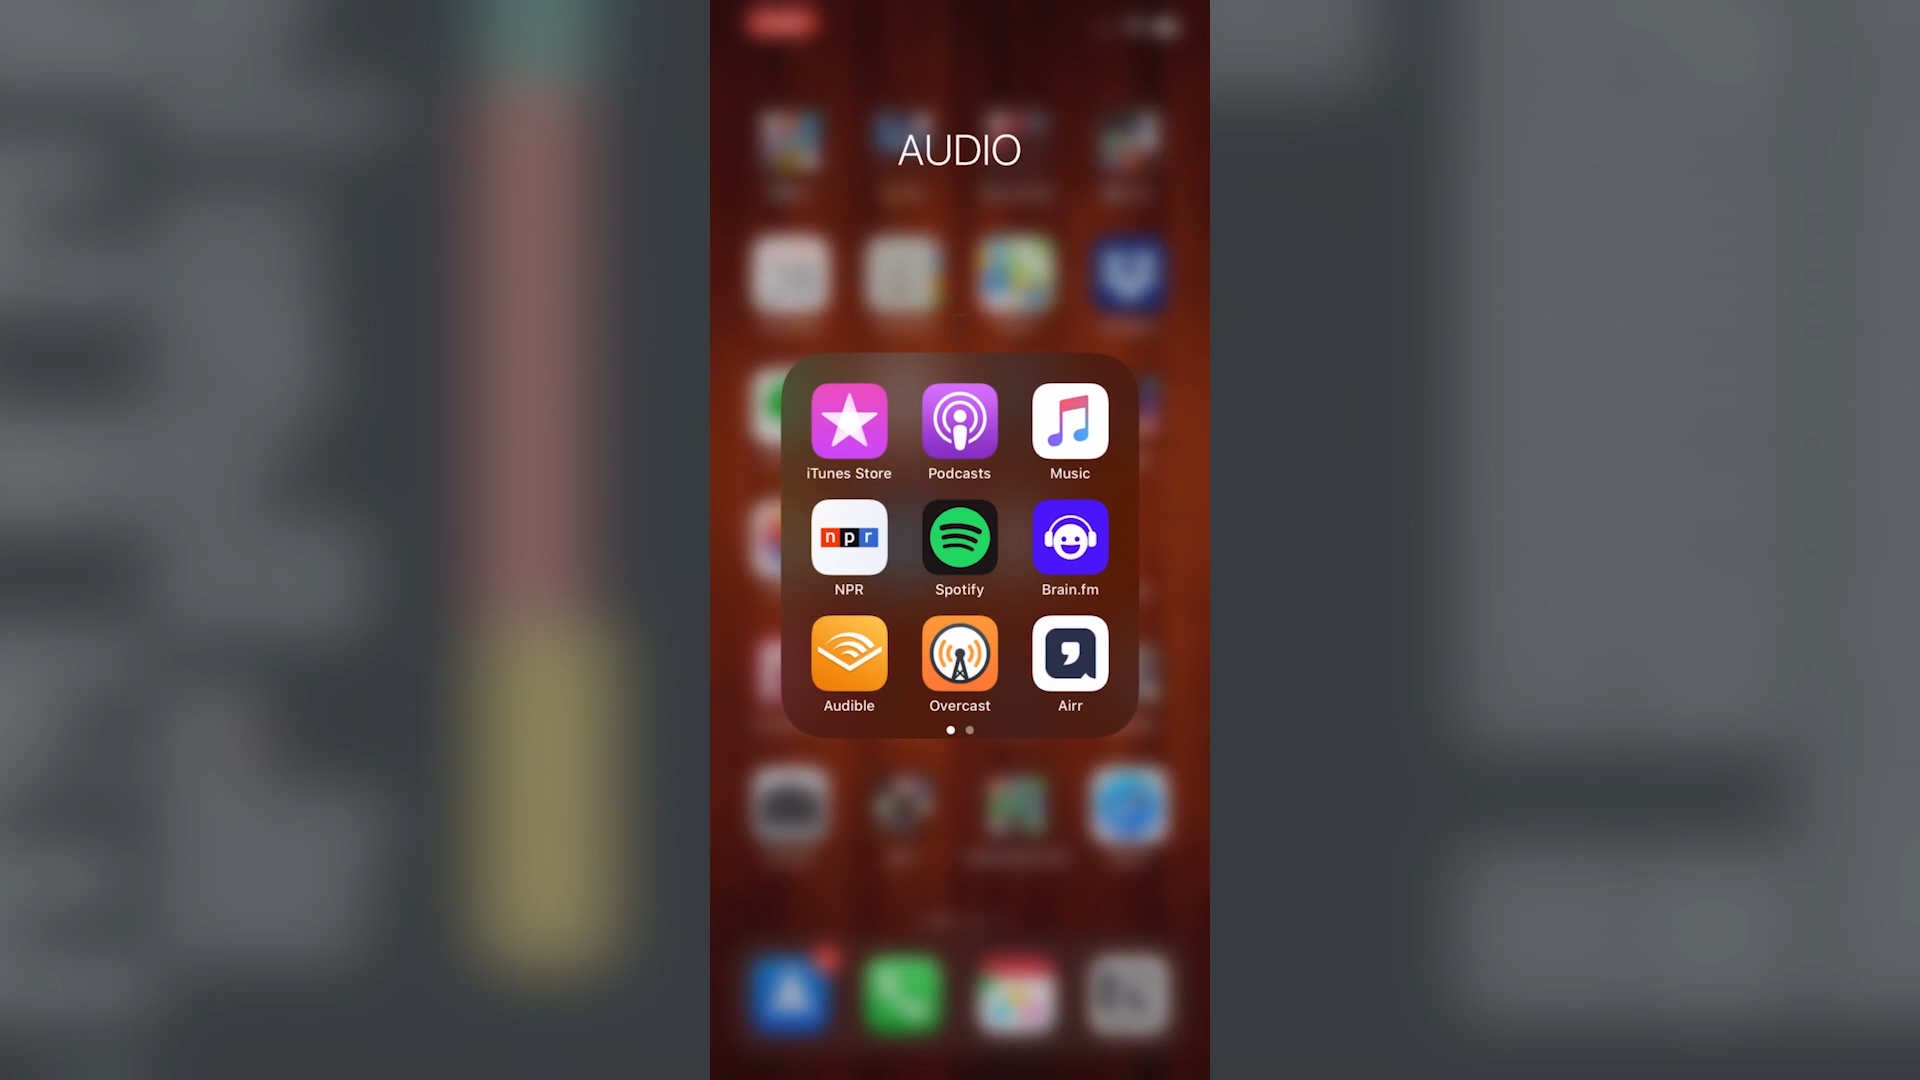 AUDIO
iTunes Store
Podcasts
Music
npr
NPR
Spotify
Brain.fm
Audible
Overcast
Airr